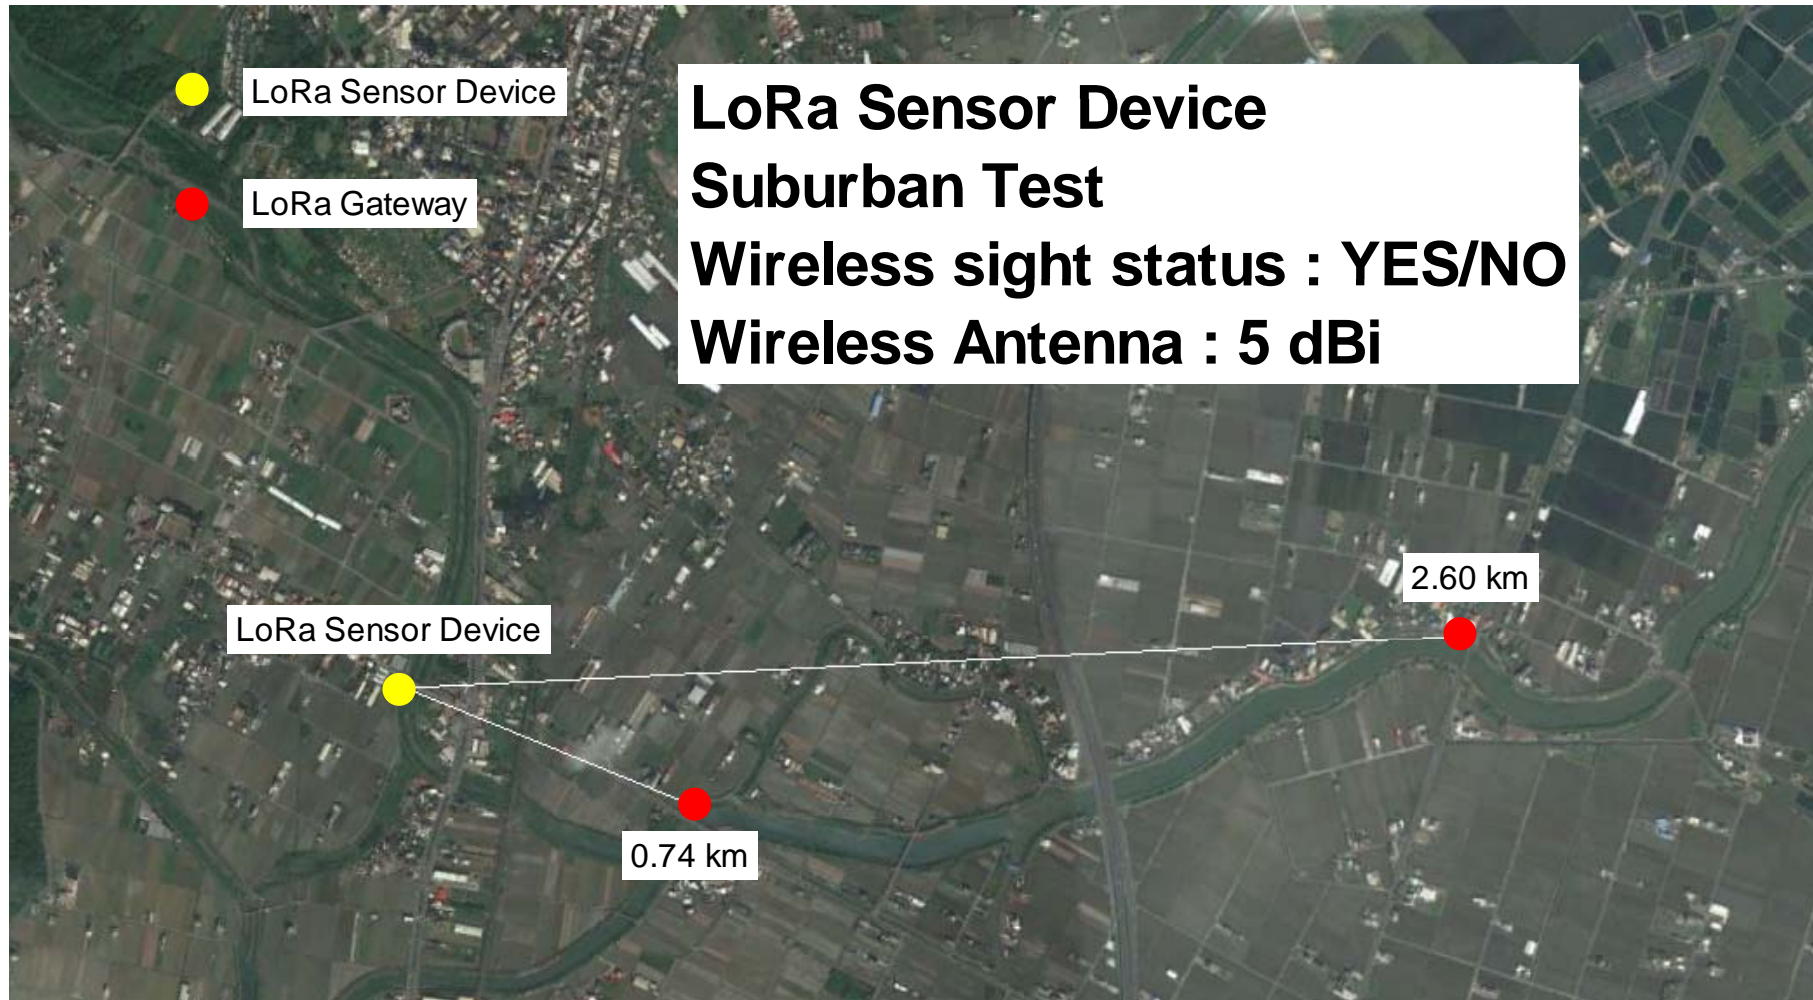 LoRa Sensor Device
LoRa Gateway
LoRa Sensor Device
Suburban Test
Wireless sight status : YES/NO
Wireless Antenna : 5 dBi
2.60 km
LoRa Sensor Device
0.74 km